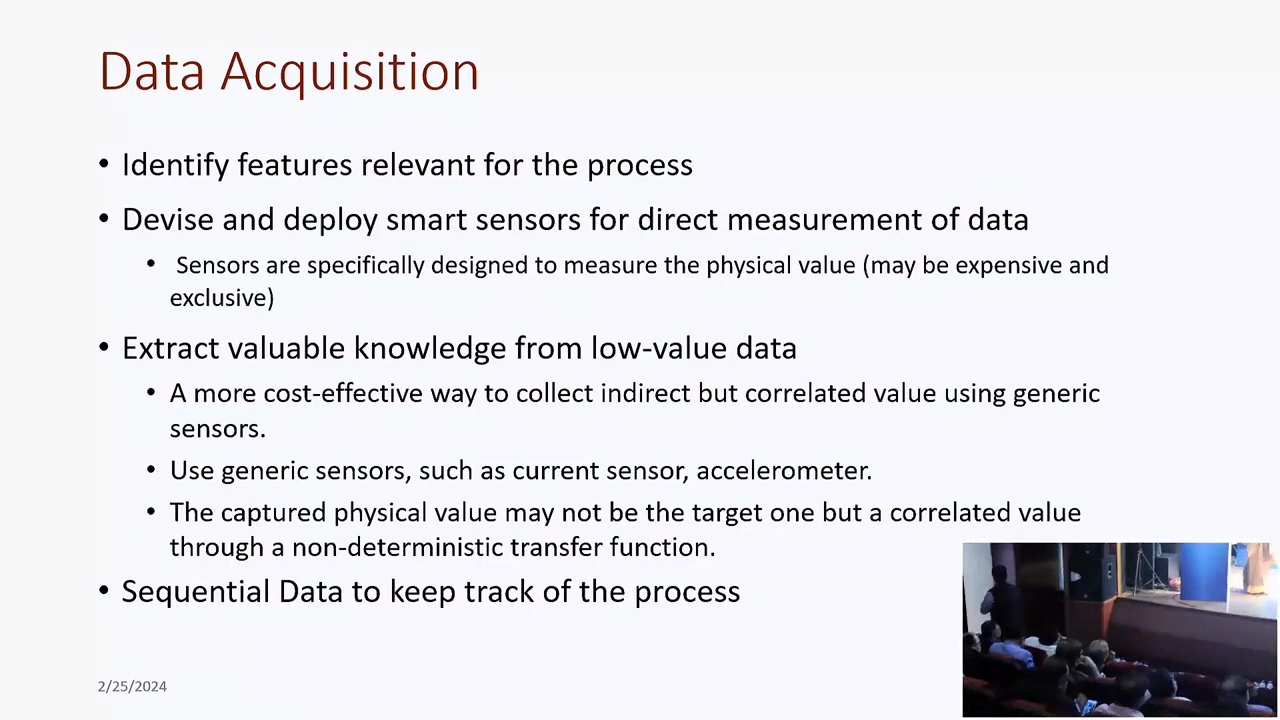 Data Acquisition
• Identify features relevant for the process
• Devise and deploy smart sensors for direct measurement of data
• Sensors are specifically designed to measure the physical value (may be expensive and
exclusive)
• Extract valuable knowledge from low-value data
• A more cost-effective way to collect indirect but correlated value using generic
sensors.
• Use generic sensors, such as current sensor, accelerometer.
• The captured physical value may not be the target one but a correlated value
through a non-deterministic transfer function.
• Sequential Data to keep track of the process
2/25/2024